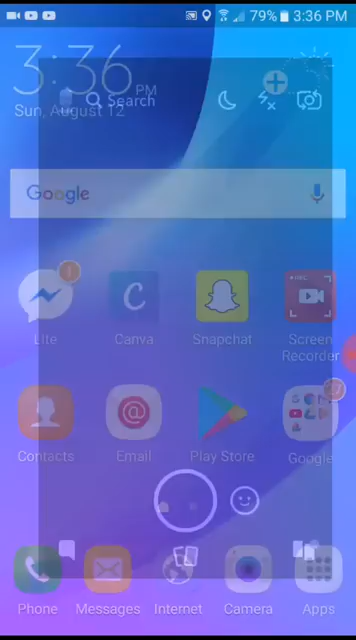 79% 3:36 PM
3:36 PM
Search
Sun, August 12
Google
Lite
Canva
Snapchat
Screen
Recorder
Contacts
Email
Play Store
Google
Phone
Messages
Internet
Camera
Apps